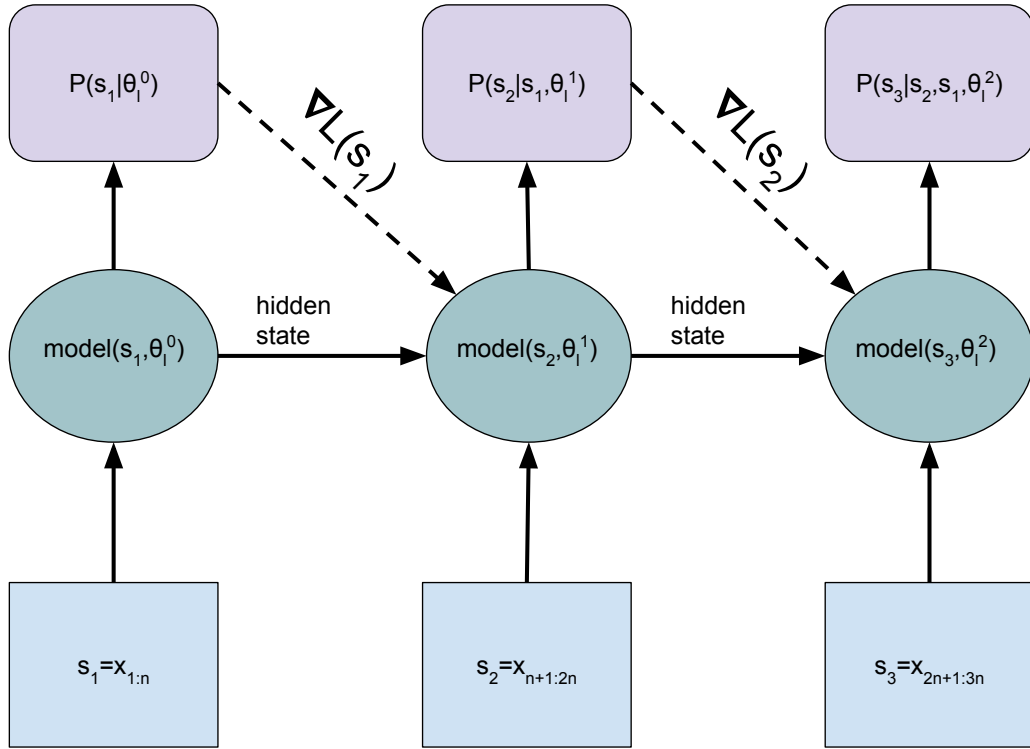 P(s₁|θₗ⁰)
P(s₂|s₁,θₗ¹)
P(s₃|s₂,s₁,θₗ²)
∇L(s₁)
∇L(s₂)
hidden
state
hidden
state
model(s₁,θₗ⁰)
model(s₂,θₗ¹)
model(s₃,θₗ²)
s₁=x₁:ₙ
s₂=xₙ₊₁:₂ₙ
s₃=x₂ₙ₊₁:₃ₙ